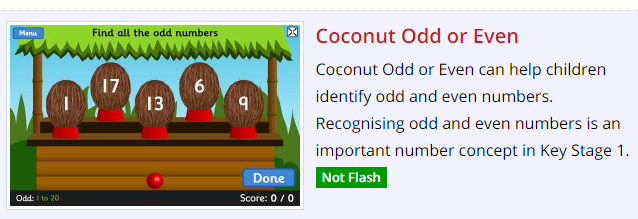 Menu
Find all the odd numbers
1
17
13
6
9
Done
Odd: 1 to 20
Score: 0 / 0
Coconut Odd or Even
Coconut Odd or Even can help children
identify odd and even numbers.
Recognising odd and even numbers is an
important number concept in Key Stage 1.
Not Flash